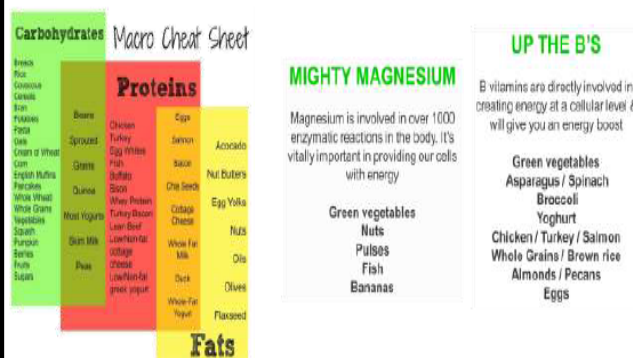 Macro Cheat Sheet
Carbohydrates
Breads
Rice
Couscous
Cereals
Bran
Potatoes
Pasta
Oats
Cream of Wheat
Corn
English Muffins
Pancakes
Whole Wheat
Whole Grains
Vegetables
Squash
Pumpkin
Berries
Fruits
Sugars
Beans
Sprouted
Grains
Quinoa
Most Yogurts
Skim Milk
Peas
Proteins
Chicken
Turkey
Egg Whites
Fish
Buffalo
Bison
Whey Protein
Turkey Bacon
Lean Beef
Low/Non-fat
cottage
cheese
Low/Non-fat
greek yogurt
Eggs
Salmon
Bacon
Chia Seeds
Cottage
Cheese
Whole Fat
Milk
Duck
Whole-Fat
Yogurt
Acocado
Nut Butters
Egg Yolks
Nuts
Oils
Olives
Flaxseed
Fats
MIGHTY MAGNESIUM
Magnesium is involved in over 1000
enzymatic reactions in the body. It's
vitally important in providing our cells
with energy
Green vegetables
Nuts
Pulses
Fish
Bananas
UP THE B'S
B vitamins are directly involved in
creating energy at a cellular level &
will give you an energy boost
Green vegetables
Asparagus / Spinach
Broccoli
Yoghurt
Chicken / Turkey / Salmon
Whole Grains / Brown rice
Almonds / Pecans
Eggs